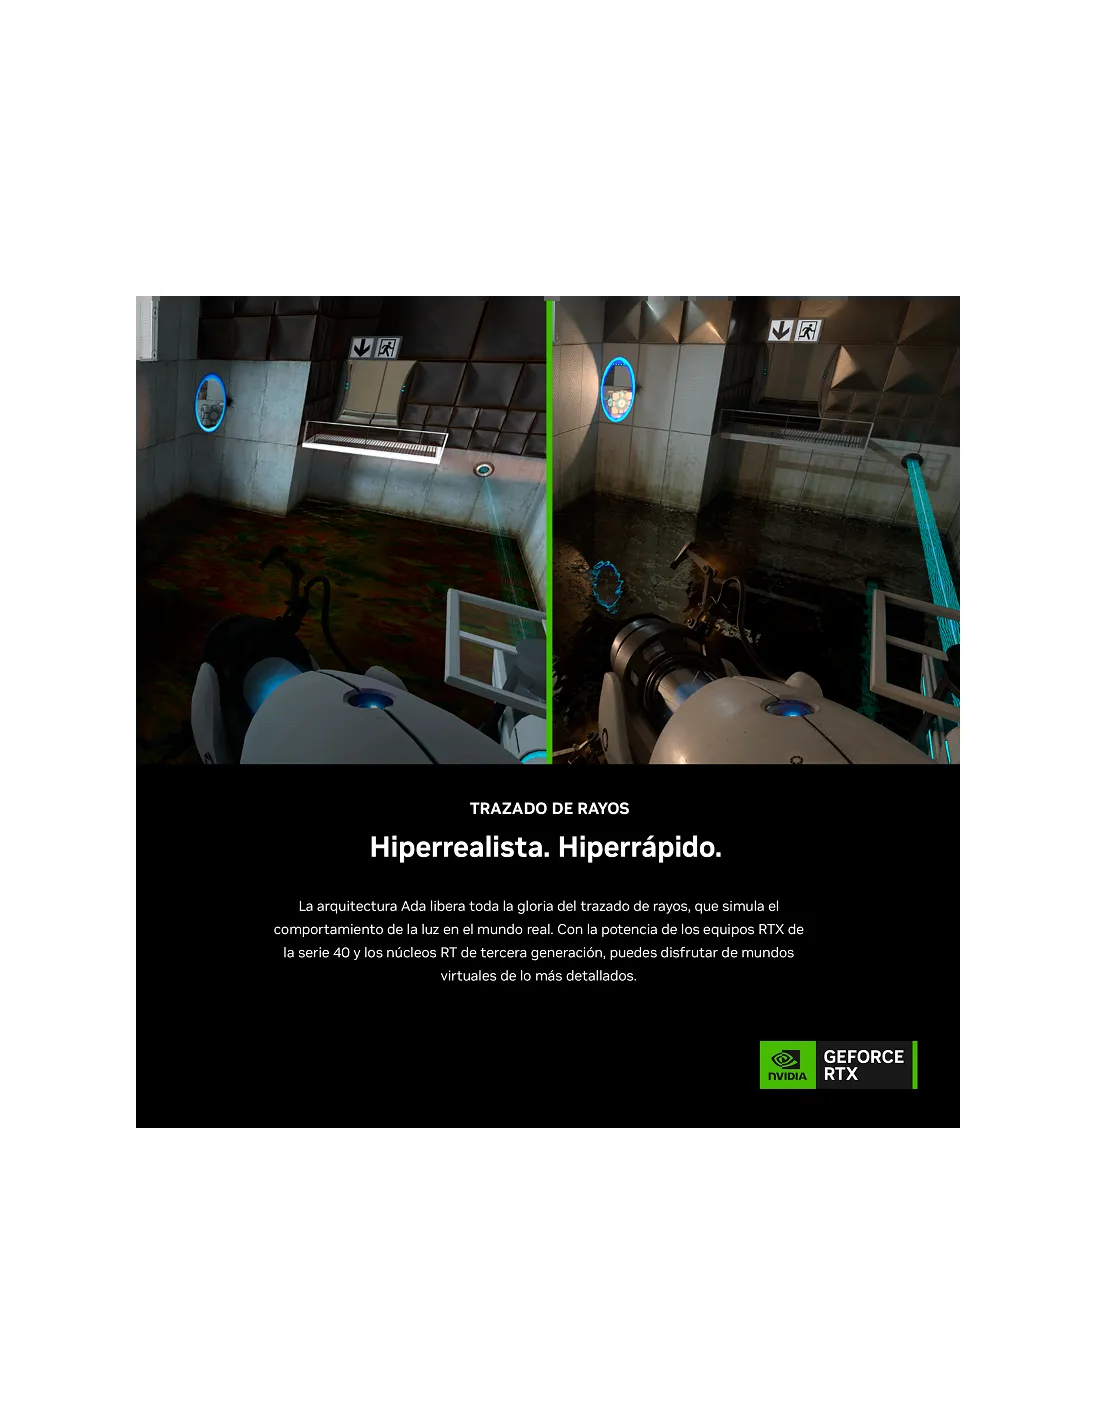 TRAZADO DE RAYOS
Hiperrealista. Hiperrápido.
La arquitectura Ada libera toda la gloria del trazado de rayos, que simula el
comportamiento de la luz en el mundo real. Con la potencia de los equipos RTX de
la serie 40 y los núcleos RT de tercera generación, puedes disfrutar de mundos
virtuales de lo más detallados.
NVIDIA
GEFORCE
RTX